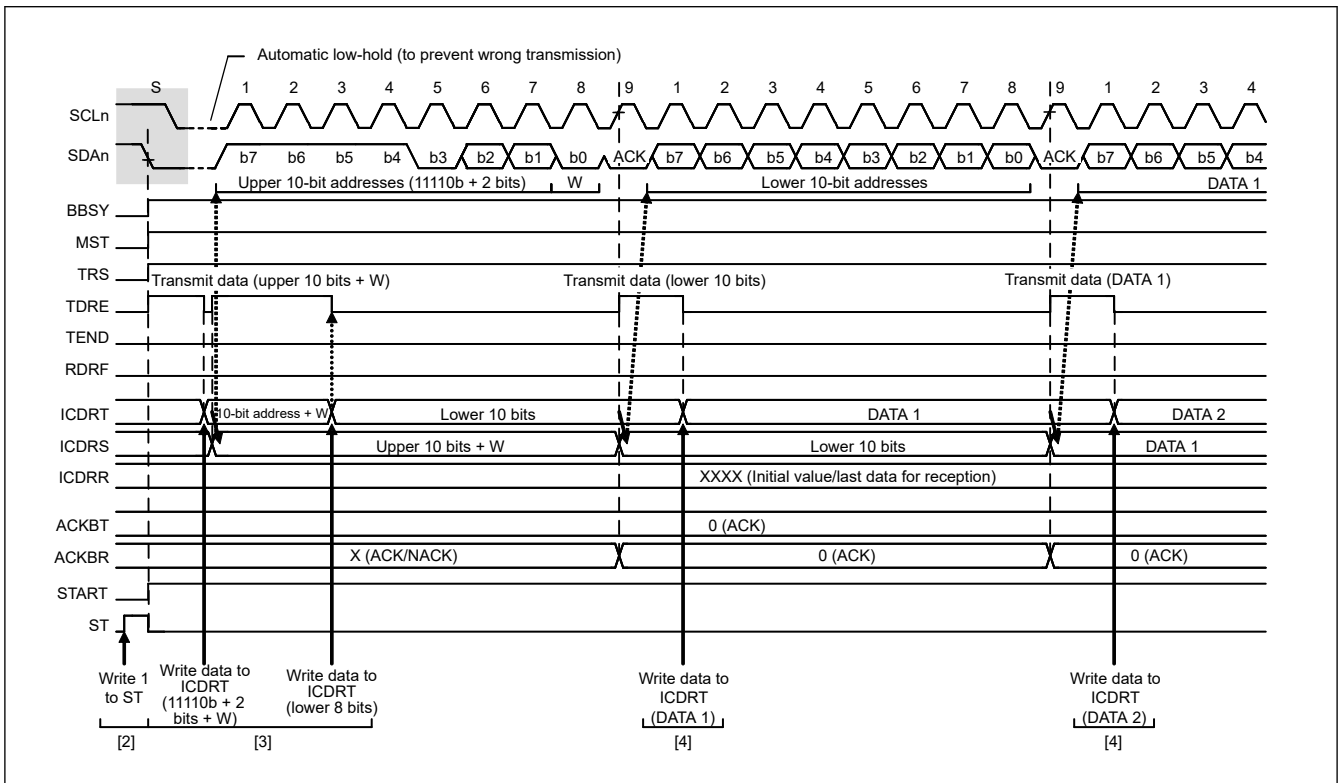 Automatic low-hold (to prevent wrong transmission)
S 1 2 3 4 5 6 7 8 9 1 2 3 4 5 6 7 8 9 1 2 3 4
SCLn
SDAn b7 b6 b5 b4 b3 b2 b1 b0 ACK b7 b6 b5 b4 b3 b2 b1 b0 ACK b7 b6 b5 b4
Upper 10-bit addresses (11110b + 2 bits) W Lower 10-bit addresses DATA 1
BBSY
MST
TRS
Transmit data (upper 10 bits + W) Transmit data (lower 10 bits) Transmit data (DATA 1)
TDRE
TEND
RDRF
ICDRT 10-bit address + W Lower 10 bits DATA 1 DATA 2
ICDRS Upper 10 bits + W Lower 10 bits DATA 1
ICDRR XXXX (Initial value/last data for reception)
ACKBT 0 (ACK)
ACKBR X (ACK/NACK) 0 (ACK) 0 (ACK)
START
ST
Write 1
to ST
Write data to
ICDRT
(11110b + 2
bits + W)
Write data to
ICDRT
(lower 8 bits)
Write data to
ICDRT
(DATA 1)
Write data to
ICDRT
(DATA 2)
[2] [3] [4] [4]